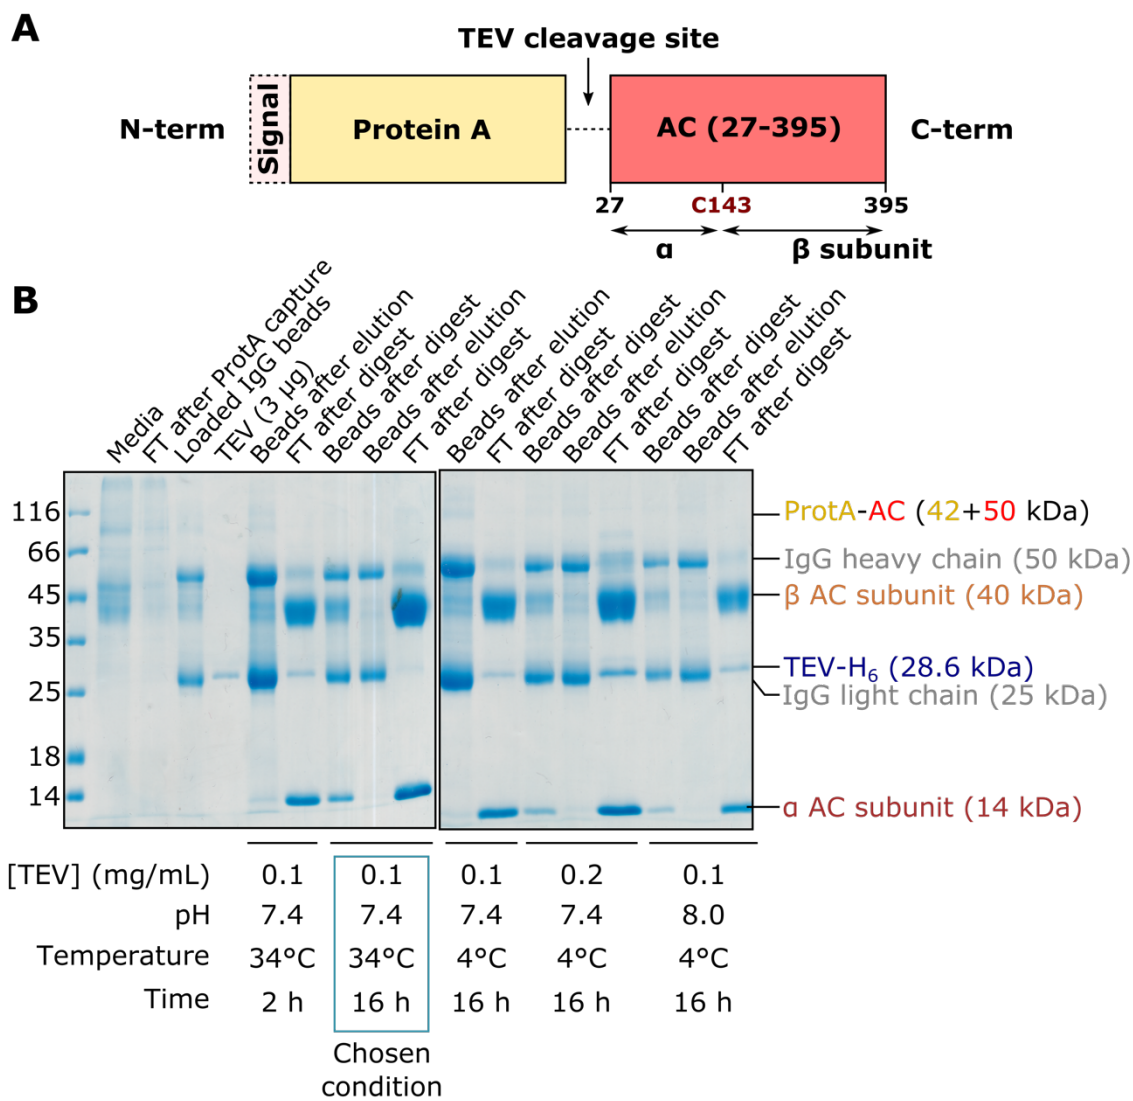 A
TEV cleavage site
N-term
Signal
Protein A
AC (27-395)
C-term
27
C143
395
α
β subunit
B
Media
FT after ProtA capture
Loaded IgG beads
TEV (3 µg)
Beads after elution
FT after digest
Beads after digest
Beads after elution
FT after digest
Beads after elution
FT after digest
Beads after digest
Beads after elution
FT after digest
Beads after digest
Beads after elution
FT after digest
116
66
45
35
25
18
14
ProtA-AC (42+50 kDa)
IgG heavy chain (50 kDa)
β AC subunit (40 kDa)
TEV-H₆ (28.6 kDa)
IgG light chain (25 kDa)
α AC subunit (14 kDa)
[TEV] (mg/mL) 0.1 0.1 0.1 0.2 0.1
pH 7.4 7.4 7.4 7.4 8.0
Temperature 34°C 34°C 4°C 4°C 4°C
Time 2 h 16 h 16 h 16 h 16 h
Chosen
condition